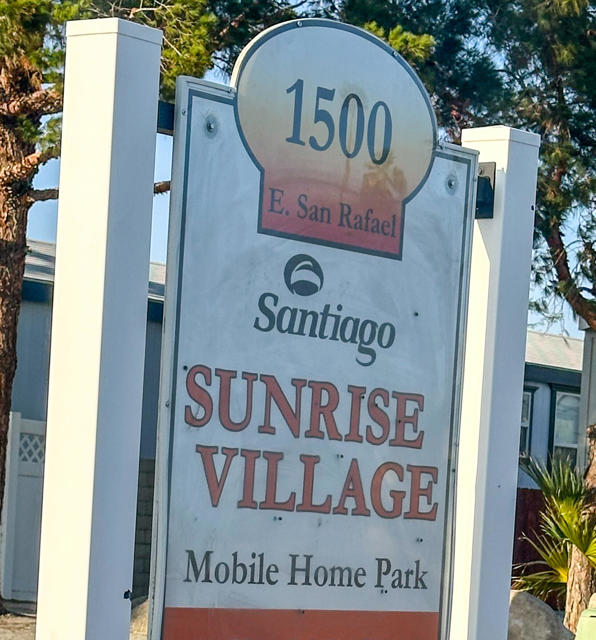 1500
E. San Rafael
Santiago
SUNRISE
VILLAGE
Mobile Home Park